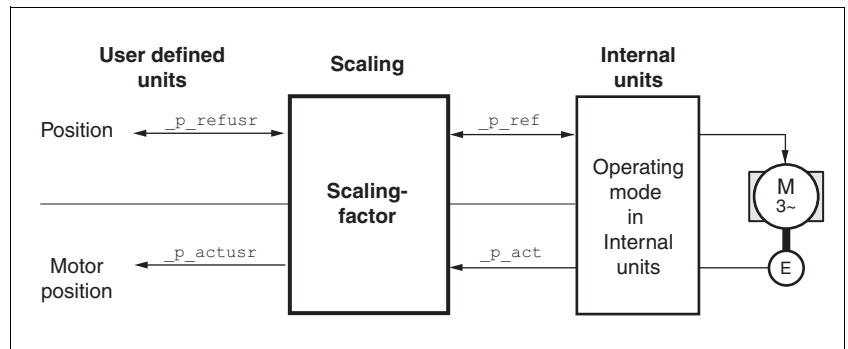 User defined
units
Scaling
Internal
units
Position
_p_refusr
_p_ref
Scaling-
factor
Operating
mode
in
Internal
units
M
3~
Motor
position
_p_actusr
_p_act
E